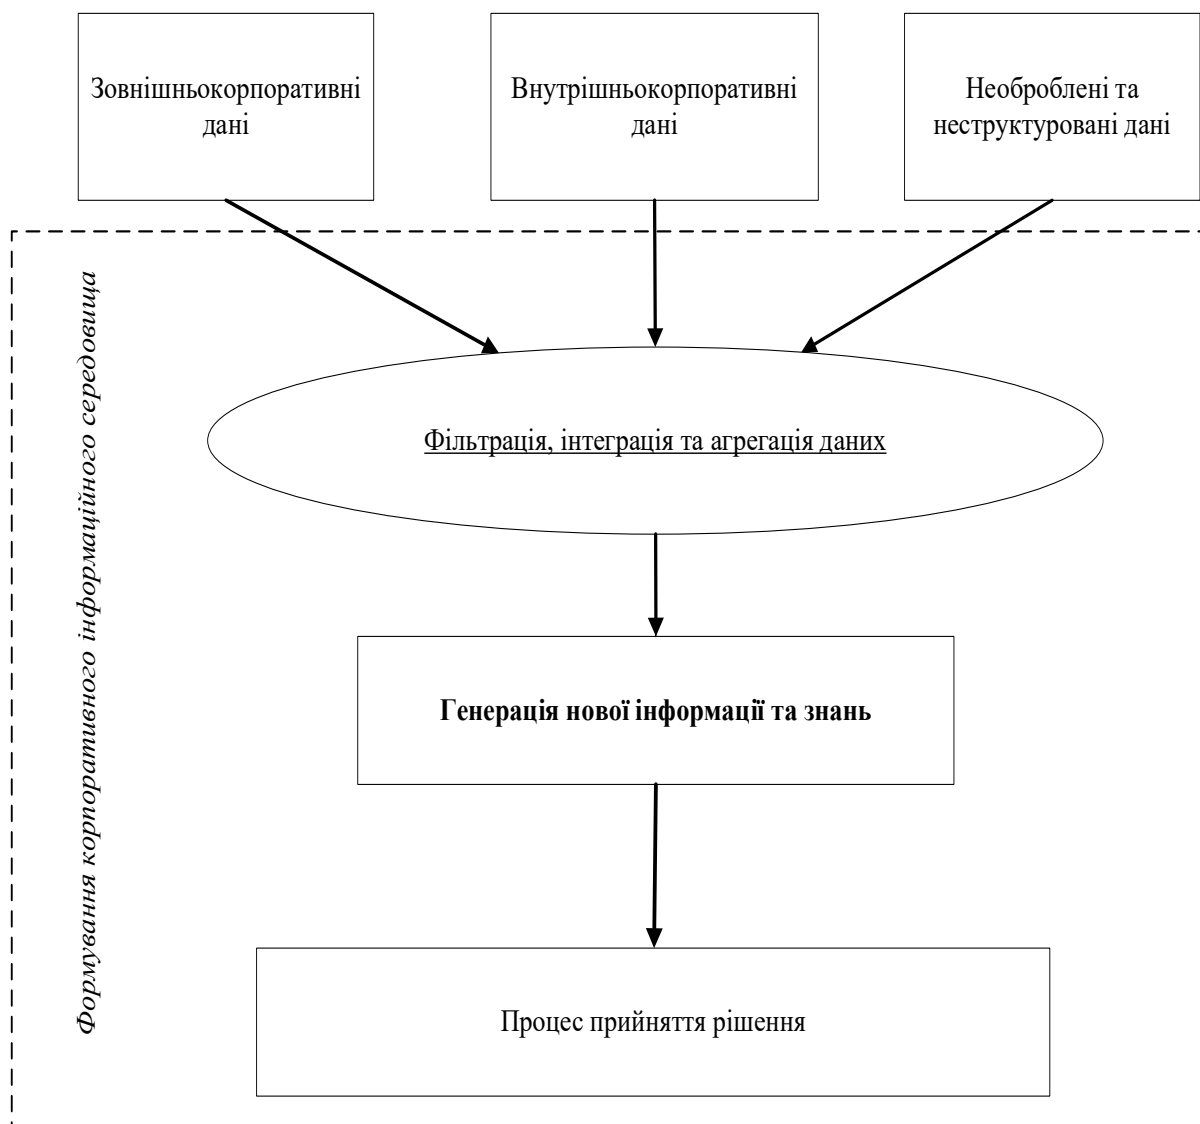 Зовнішньокорпоративні
дані
Внутрішньокорпоративні
дані
Необроблені та
неструктуровані дані
Формування корпоративного інформаційного середовища
Фільтрація, інтеграція та агрегація даних
Генерація нової інформації та знань
Процес прийняття рішення